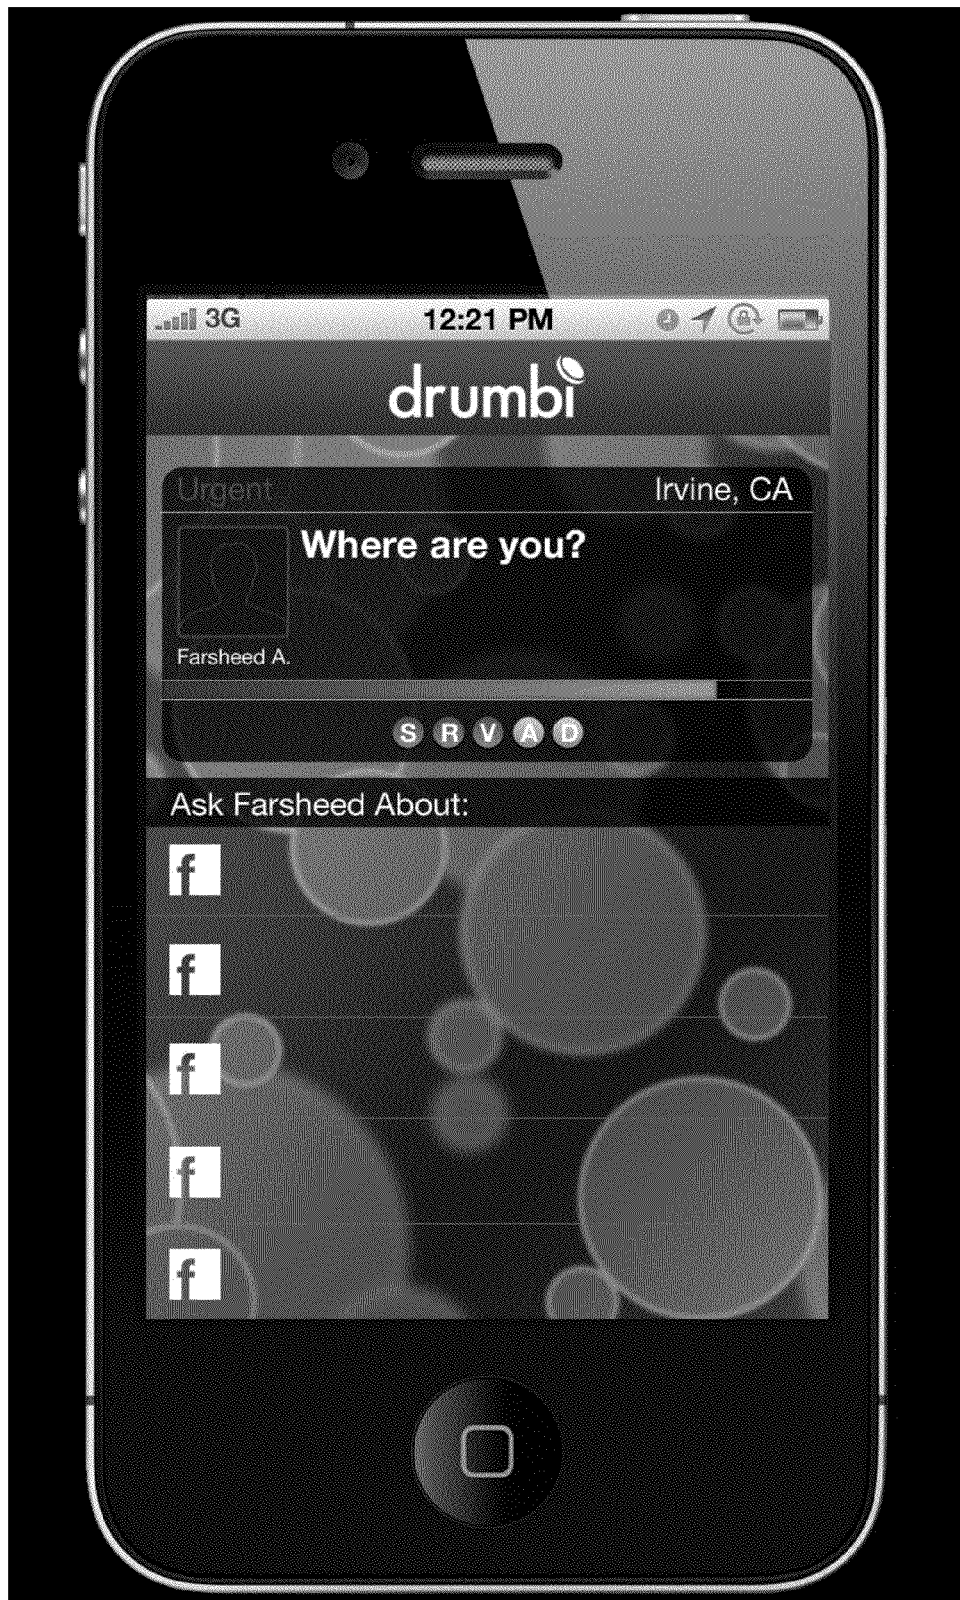 3G 12:21 PM
drumbi
Urgent Irvine, CA
Where are you?
Farsheed A.
S R V A D
Ask Farsheed About:
f
f
f
f
f